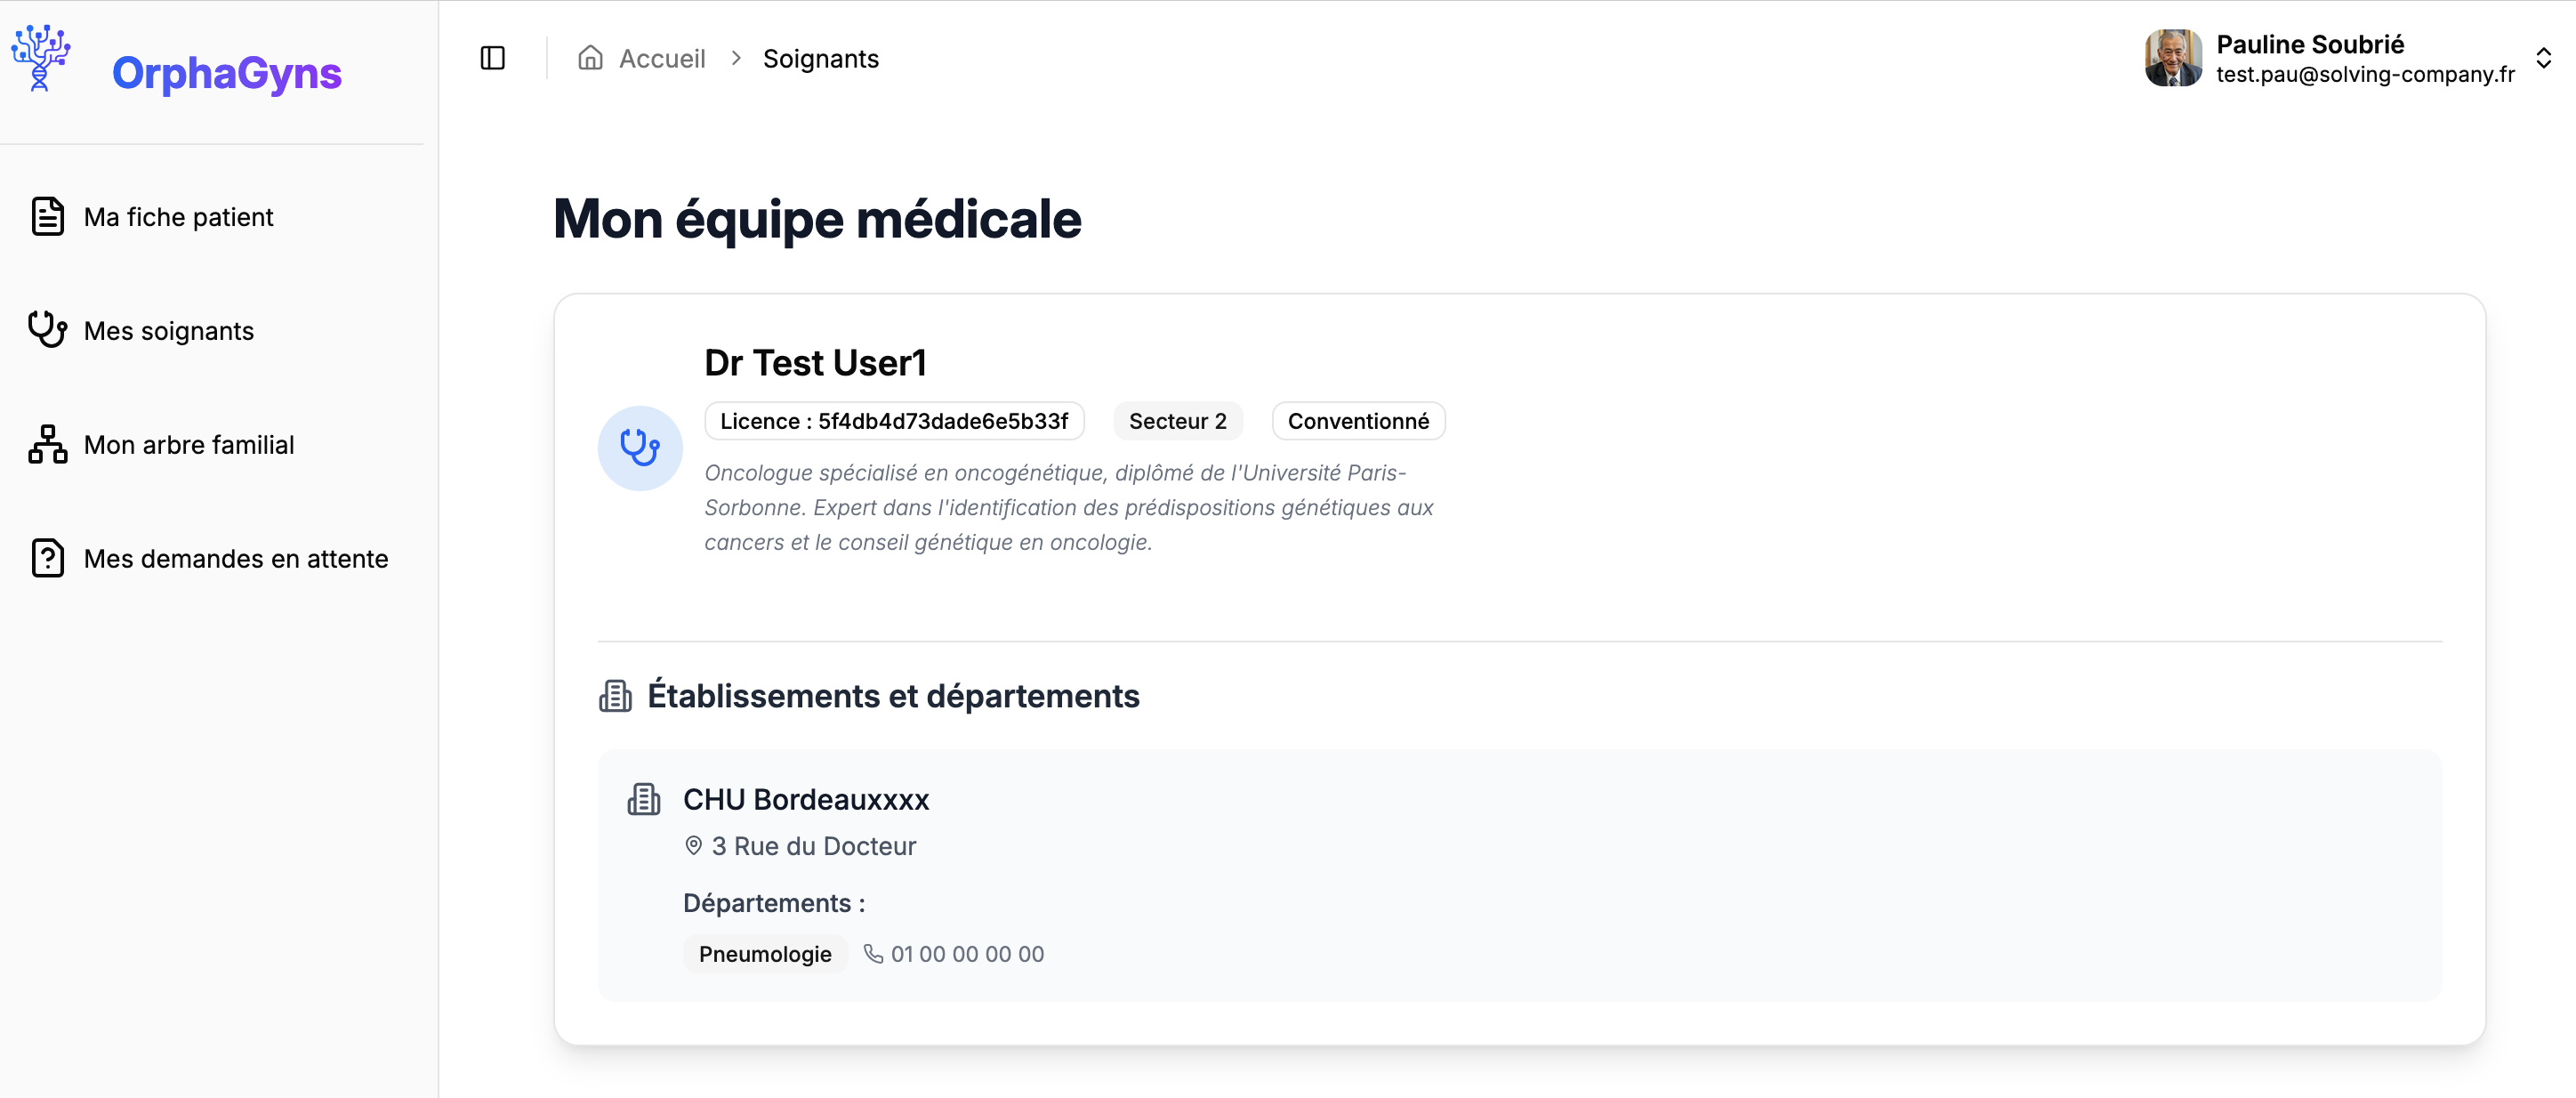 OrphaGyns
Ma fiche patient
Mes soignants
Mon arbre familial
Mes demandes en attente
Accueil > Soignants
Pauline Soubrié
test.pau@solving-company.fr
Mon équipe médicale
Dr Test User1
Licence : 5f4db4d73dade6e5b33f
Secteur 2
Conventionné
Oncologue spécialisé en oncogénétique, diplômé de l'Université Paris-
Sorbonne. Expert dans l'identification des prédispositions génétiques aux
cancers et le conseil génétique en oncologie.
Établissements et départements
CHU Bordeauxxxx
3 Rue du Docteur
Départements :
Pneumologie
01 00 00 00 00